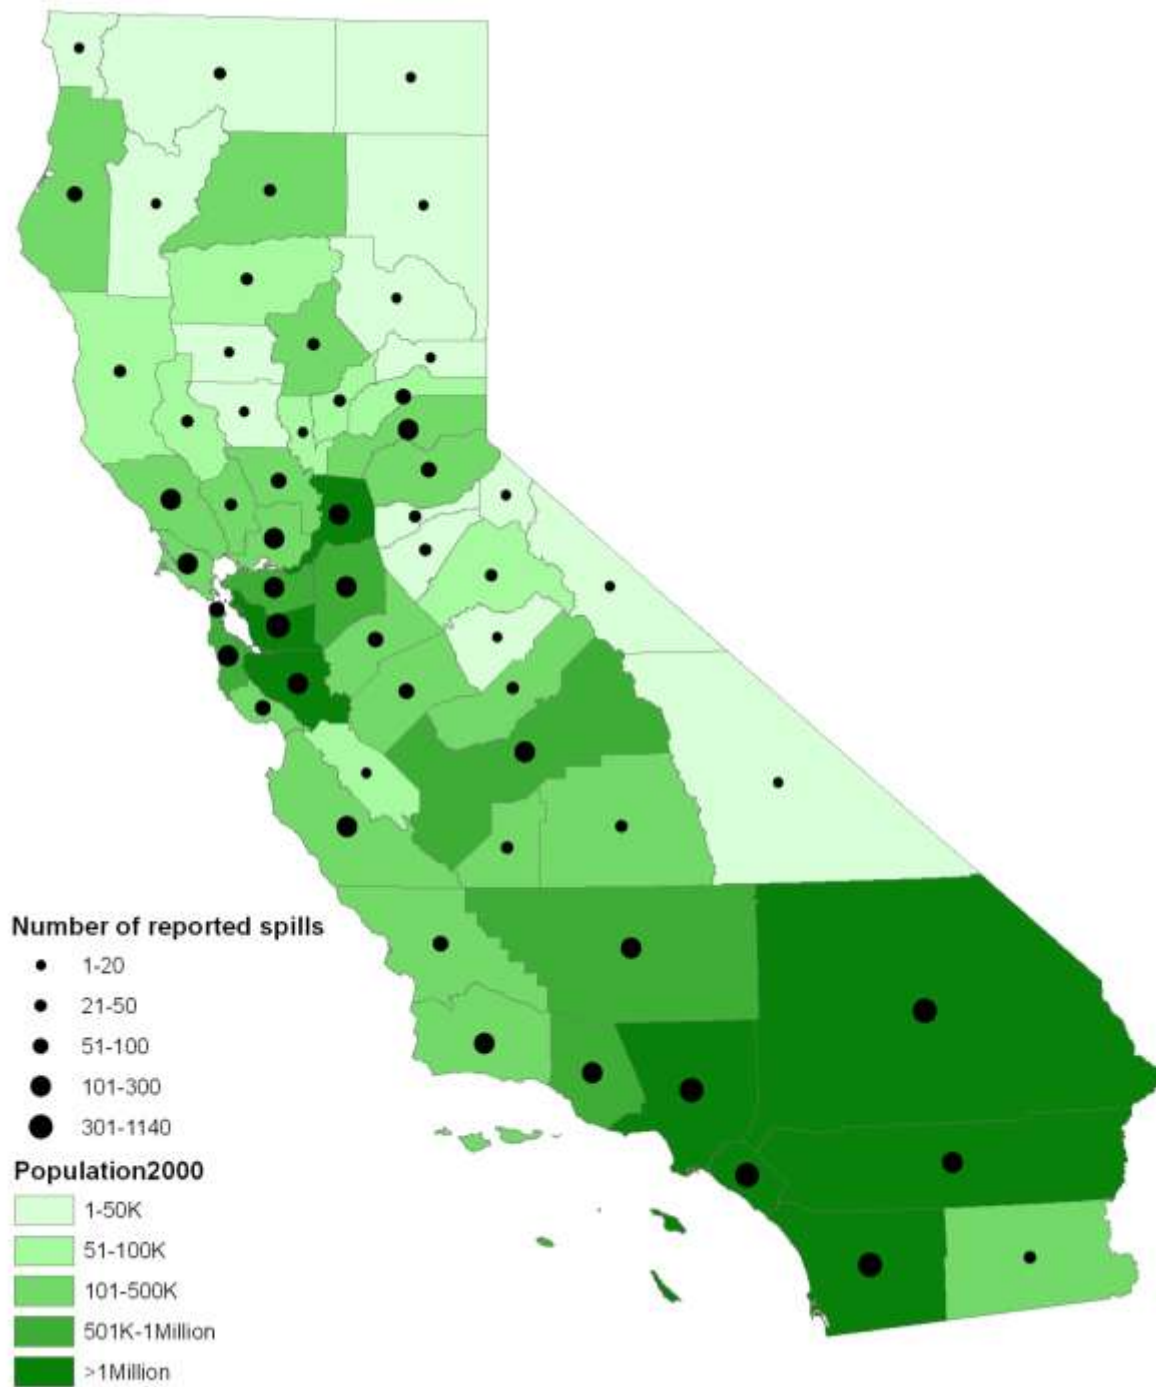 Number of reported spills
1-20
21-50
51-100
101-300
301-1140
Population2000
1-50K
51-100K
101-500K
501K-1Million
>1Million